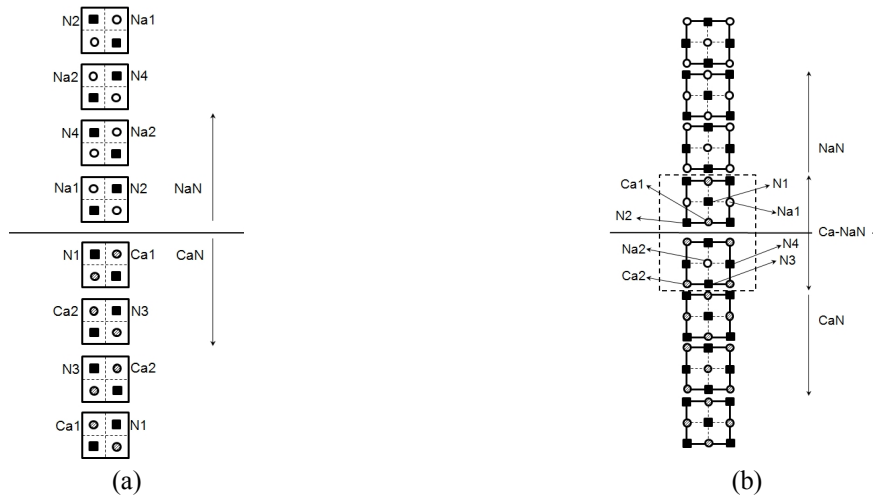 N2 Na1
Na2 N4
N4 Na2
NaN
Na1 N2
CaN
N1 Ca1
Ca2 N3
N3 Ca2
Ca1 N1
(a)
NaN
Ca1 N1
N2 Na1
Ca-NaN
Na2 N4
N3
Ca2
CaN
(b)